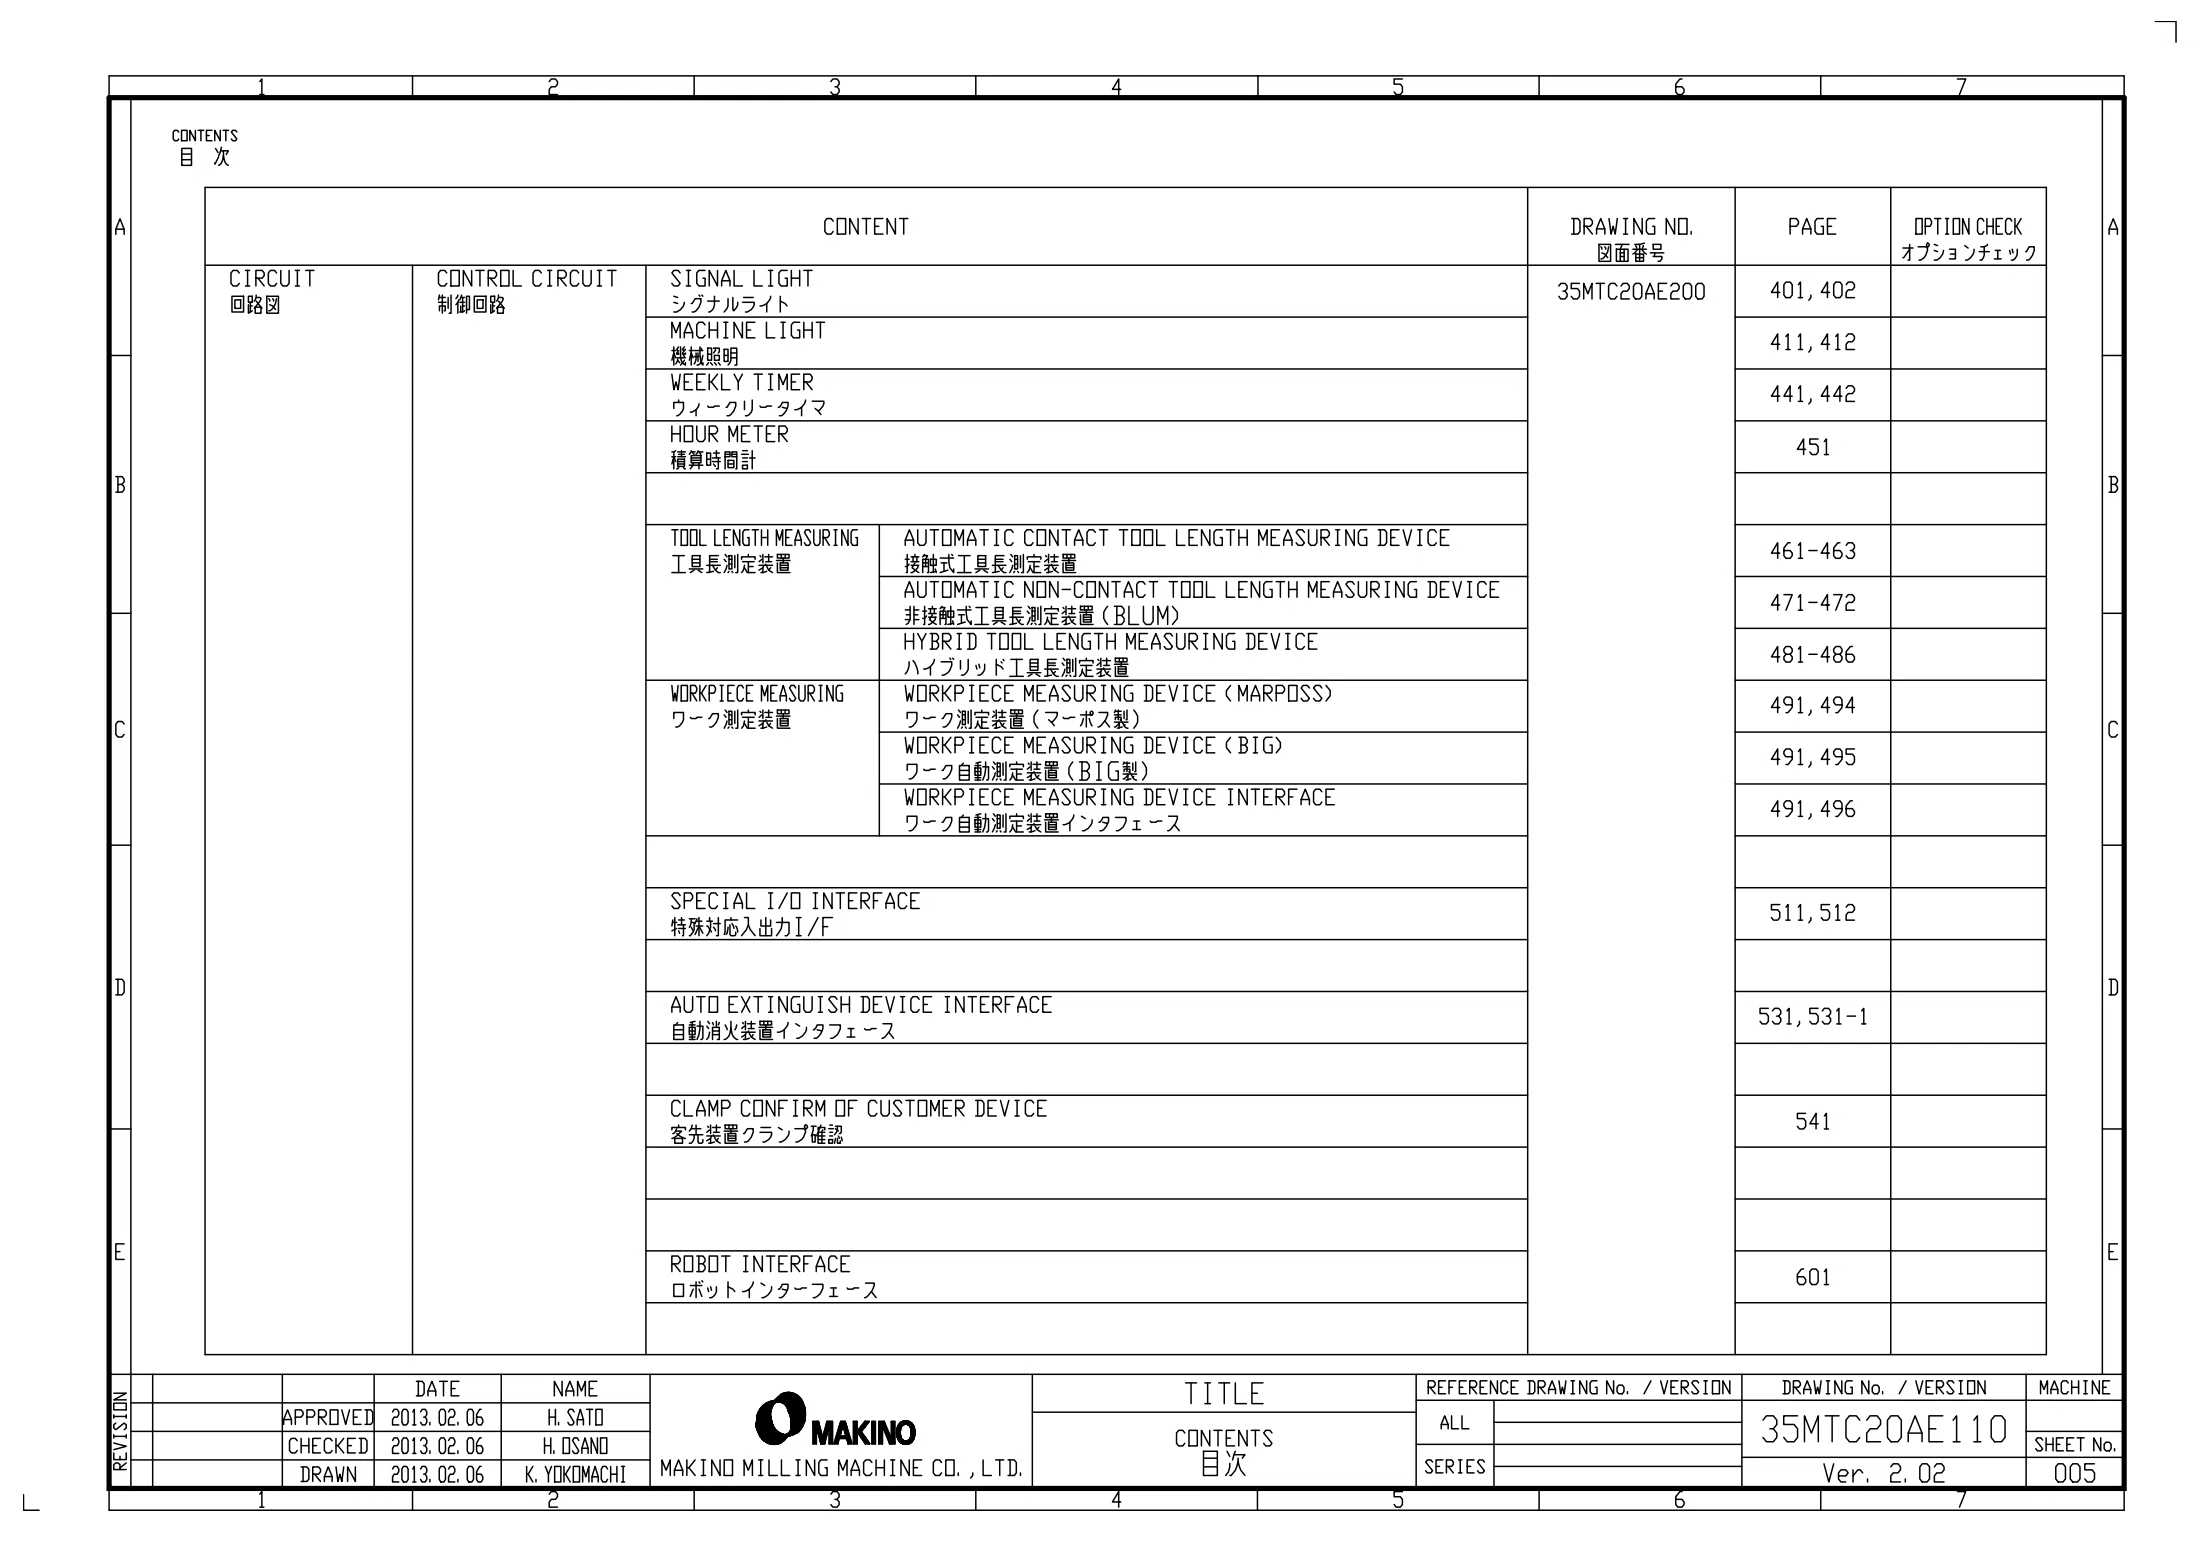 1 2 3 4 5 6 7
CONTENTS
目 次
CONTENT DRAWING NO. PAGE OPTION CHECK
図面番号 オプションチェック
A A
CIRCUIT CONTROL CIRCUIT SIGNAL LIGHT 35MTC20AE200 401,402
回路図 制御回路 シグナルライト
MACHINE LIGHT 411,412
機械照明
WEEKLY TIMER 441,442
ウィークリータイマ
HOUR METER 451
積算時間計
B B
TOOL LENGTH MEASURING AUTOMATIC CONTACT TOOL LENGTH MEASURING DEVICE 461-463
工具長測定装置 接触式工具長測定装置
AUTOMATIC NON-CONTACT TOOL LENGTH MEASURING DEVICE 471-472
非接触式工具長測定装置(BLUM)
HYBRID TOOL LENGTH MEASURING DEVICE 481-486
ハイブリッド工具長測定装置
WORKPIECE MEASURING WORKPIECE MEASURING DEVICE (MARPOSS) 491,494
ワーク測定装置 ワーク測定装置(マーポス製)
C C
WORKPIECE MEASURING DEVICE (BIG) 491,495
ワーク自動測定装置(BIG製)
WORKPIECE MEASURING DEVICE INTERFACE 491,496
ワーク自動測定装置インタフェース
SPECIAL I/O INTERFACE 511,512
特殊対応入出力I/F
D D
AUTO EXTINGUISH DEVICE INTERFACE 531,531-1
自動消火装置インタフェース
CLAMP CONFIRM OF CUSTOMER DEVICE 541
客先装置クランプ確認
E E
ROBOT INTERFACE 601
ロボットインターフェース
REVISION
DATE NAME
APPROVED 2013.02.06 H.SATO
CHECKED 2013.02.06 H.OSANO
DRAWN 2013.02.06 K.YOKOMACHI
MAKINO
MAKINO MILLING MACHINE CO.,LTD.
TITLE
CONTENTS
目次
REFERENCE DRAWING No. / VERSION
ALL
SERIES
DRAWING No. / VERSION
35MTC20AE110
Ver. 2.02
MACHINE
SHEET No.
005
1 2 3 4 5 6 7